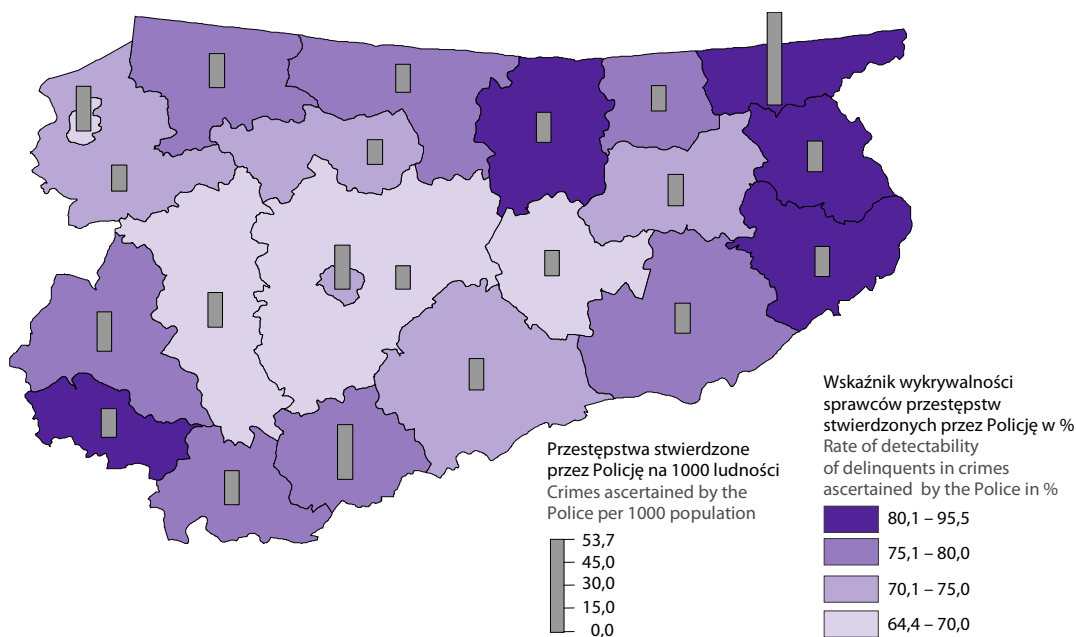 Przestępstwa stwierdzone
przez Policję na 1000 ludności
Crimes ascertained by the
Police per 1000 population
53,7
45,0
30,0
15,0
0,0
Wskaźnik wykrywalności
sprawców przestępstw
stwierdzonych przez Policję w %
Rate of detectability
of delinquents in crimes
ascertained by the Police in %
80,1 – 95,5
75,1 – 80,0
70,1 – 75,0
64,4 – 70,0